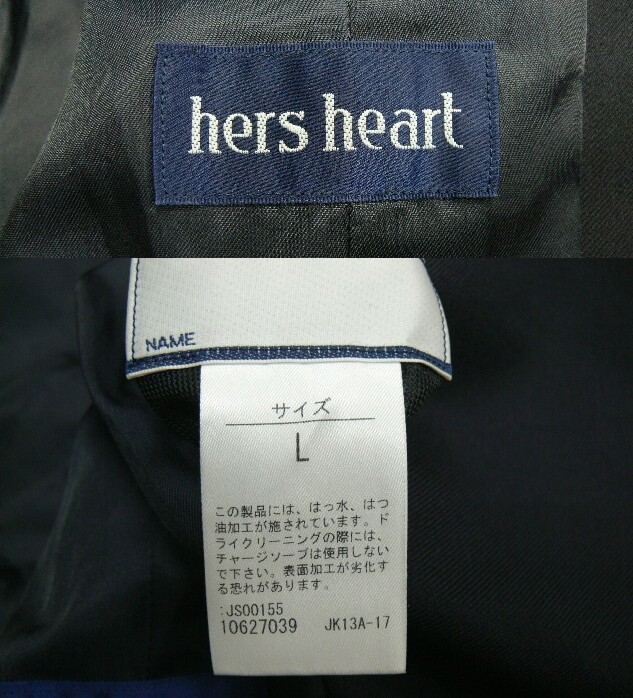 hers heart
NAME
サイズ
L
この製品には、はっ水、はつ
油加工が施されています。ド
ライクリーニングの際には、
チャージソープは使用しない
で下さい。表面加工が劣化す
る恐れがあります。
:JS00155
10627039 JK13A-17